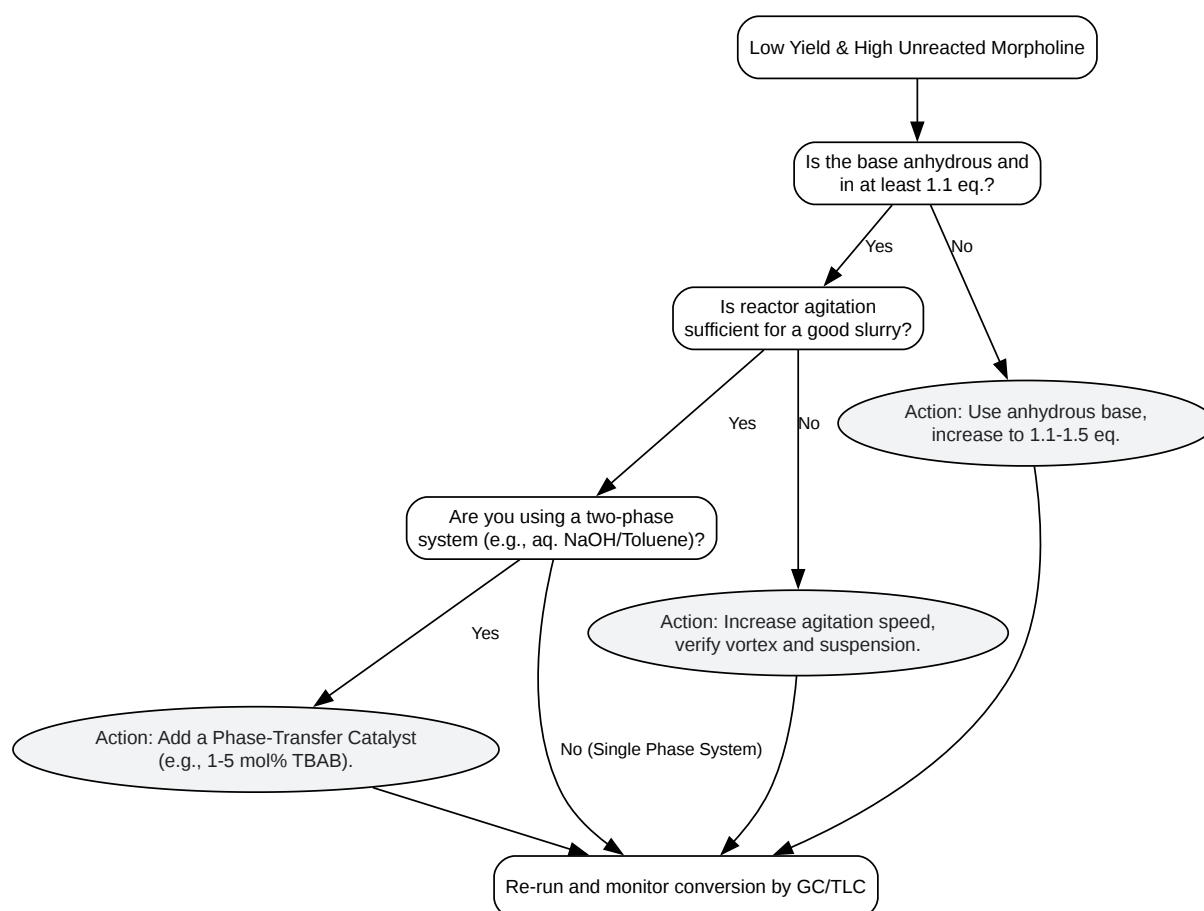 Low Yield & High Unreacted Morpholine
Is the base anhydrous and
in at least 1.1 eq.?
Yes
No
Is reactor agitation
sufficient for a good slurry?
Action: Use anhydrous base,
increase to 1.1-1.5 eq.
Yes
No
Are you using a two-phase
system (e.g., aq. NaOH/Toluene)?
Action: Increase agitation speed,
verify vortex and suspension.
Yes
Action: Add a Phase-Transfer Catalyst
(e.g., 1-5 mol% TBAB).
No (Single Phase System)
Re-run and monitor conversion by GC/TLC